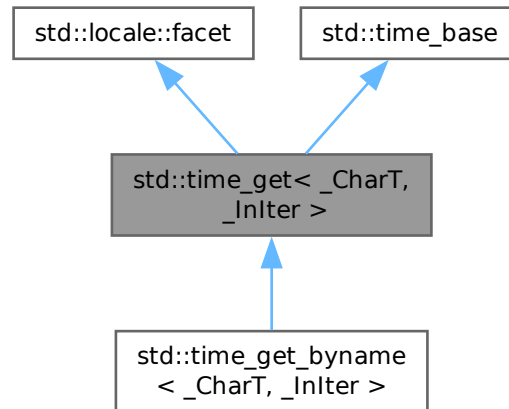 std::locale::facet
std::time_base
std::time_get< _CharT,
_InIter >
std::time_get_byname
< _CharT, _InIter >